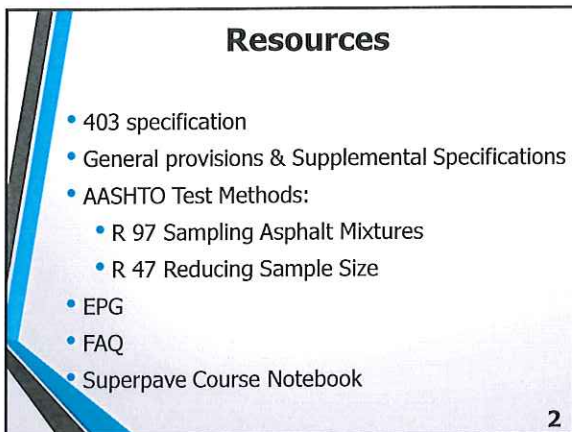 Resources
• 403 specification
• General provisions & Supplemental Specifications
• AASHTO Test Methods:
• R 97 Sampling Asphalt Mixtures
• R 47 Reducing Sample Size
• EPG
• FAQ
• Superpave Course Notebook
2